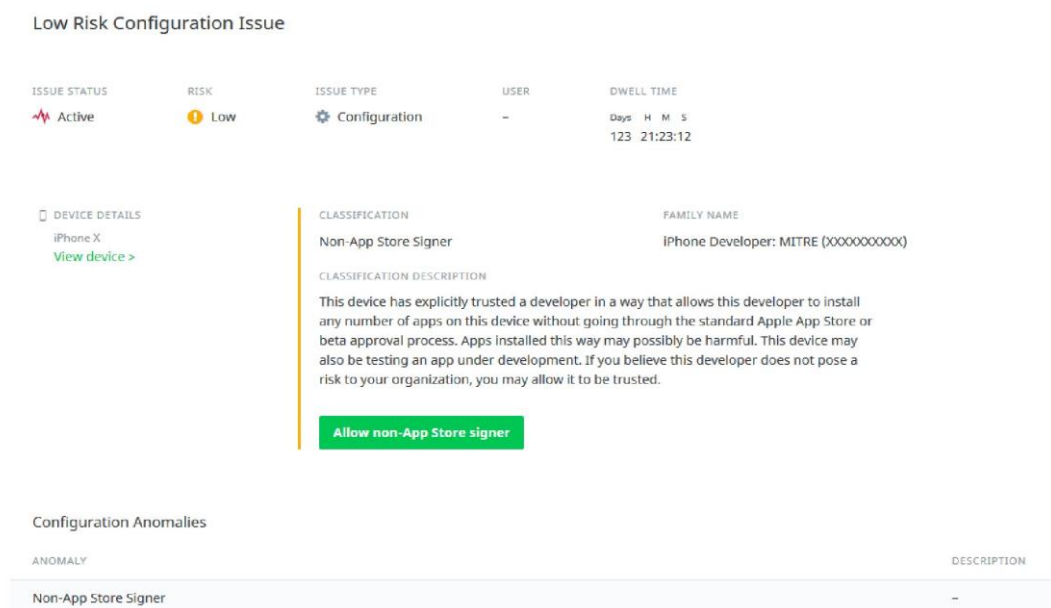 Low Risk Configuration Issue
ISSUE STATUS RISK ISSUE TYPE USER DWELL TIME
Active Low Configuration – Days H M S
123 21:23:12
DEVICE DETAILS
iPhone X
View device >
CLASSIFICATION FAMILY NAME
Non-App Store Signer iPhone Developer: MITRE (XXXXXXXXXX)
CLASSIFICATION DESCRIPTION
This device has explicitly trusted a developer in a way that allows this developer to install
any number of apps on this device without going through the standard Apple App Store or
beta approval process. Apps installed this way may possibly be harmful. This device may
also be testing an app under development. If you believe this developer does not pose a
risk to your organization, you may allow it to be trusted.
Allow non-App Store signer
Configuration Anomalies
ANOMALY DESCRIPTION
Non-App Store Signer –